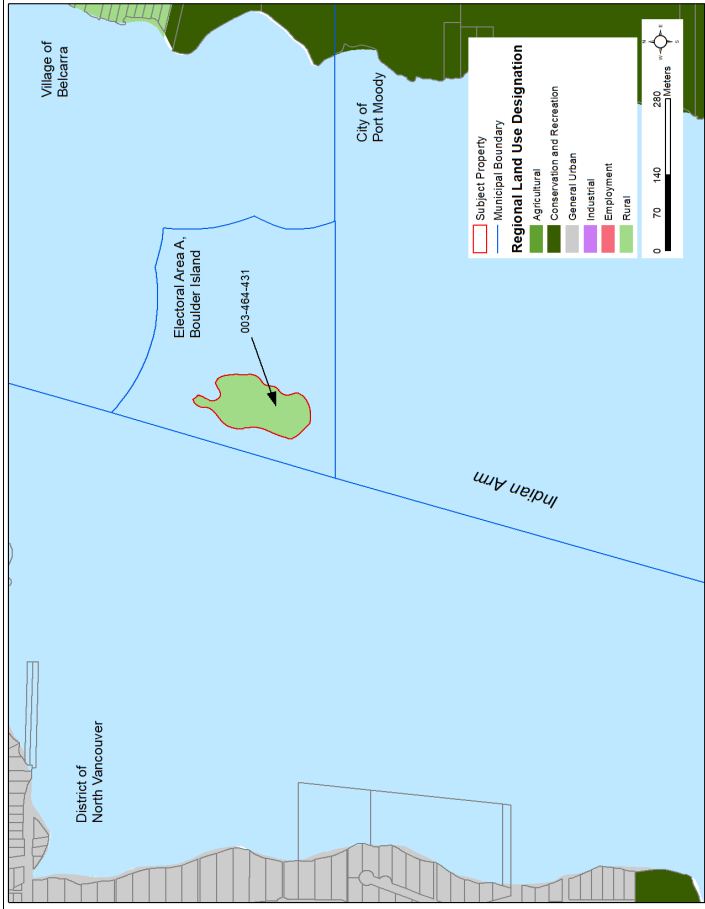 Village of
Belcarra
City of
Port Moody
Electoral Area A,
Boulder Island
003-464-431
Indian Arm
District of
North Vancouver
Subject Property
Municipal Boundary
Regional Land Use Designation
Agricultural
Conservation and Recreation
General Urban
Industrial
Employment
Rural
N
E
S
W
0 70 140 280
Meters